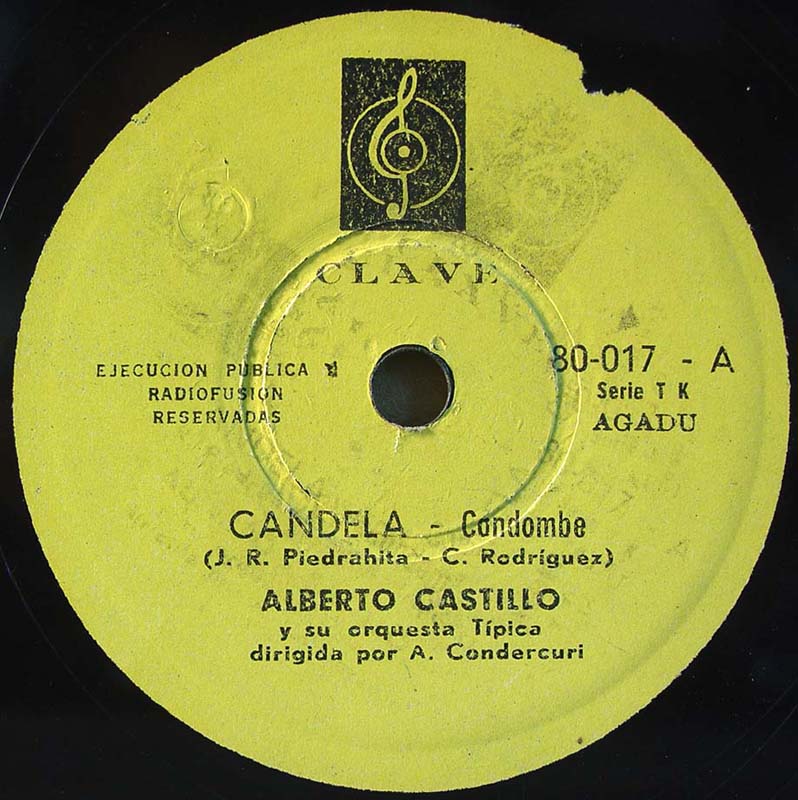 CLAVE
EJECUCION PUBLICA Y
RADIOFUSION
RESERVADAS
80-017 - A
Serie T K
AGADU
CANDELA - Candombe
(J. R. Piedrahita - C. Rodríguez)
ALBERTO CASTILLO
y su orquesta Típica
dirigida por A. Condercuri